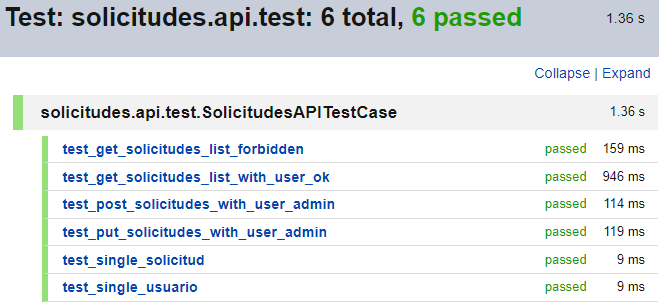 Test: solicitudes.api.test: 6 total, 6 passed 1.36 s
Collapse | Expand
solicitudes.api.test.SolicitudesAPITestCase 1.36 s
test_get_solicitudes_list_forbidden passed 159 ms
test_get_solicitudes_list_with_user_ok passed 946 ms
test_post_solicitudes_with_user_admin passed 114 ms
test_put_solicitudes_with_user_admin passed 119 ms
test_single_solicitud passed 9 ms
test_single_usuario passed 9 ms